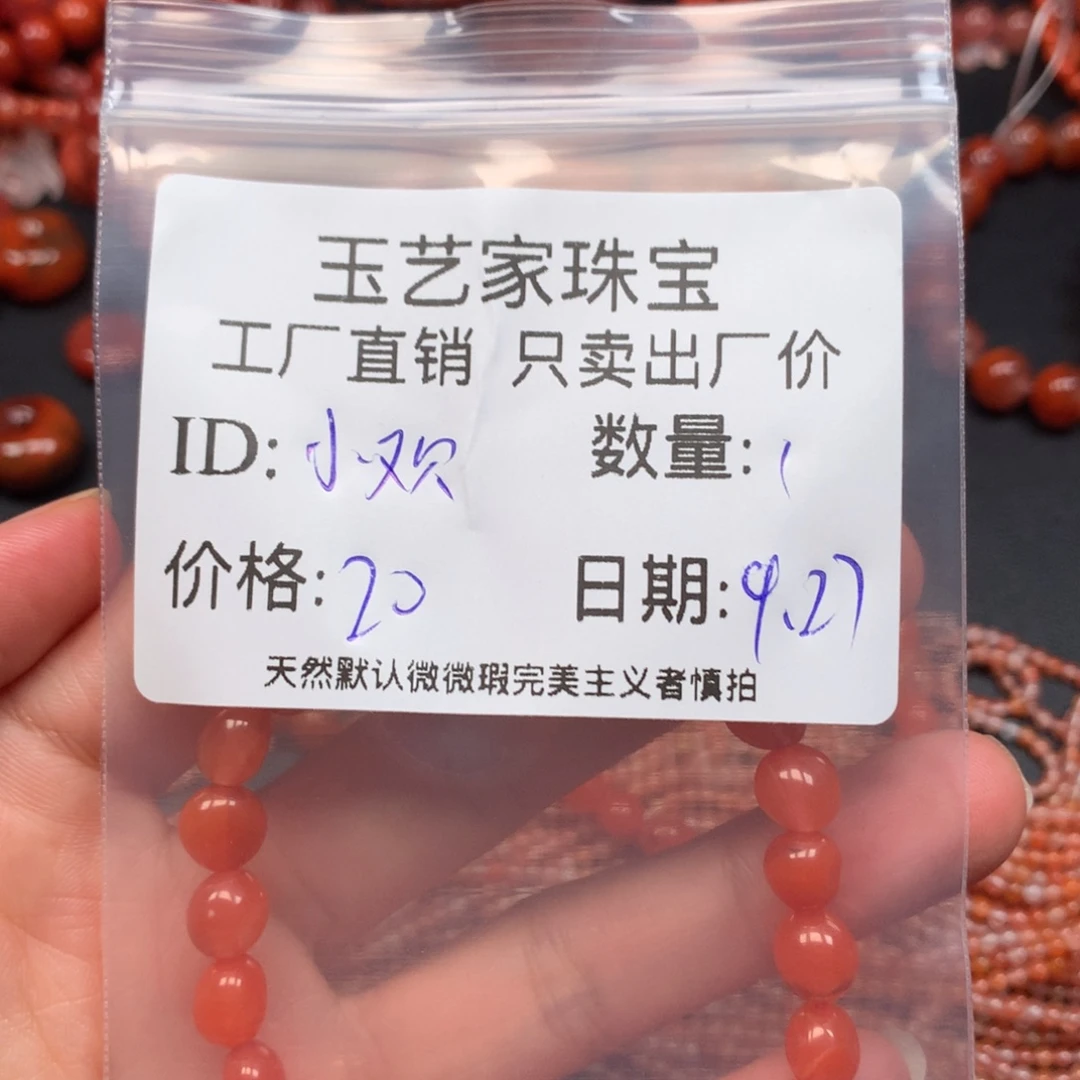 玉艺家珠宝
工厂直销 只卖出厂价
ID: 小欢 数量: 1
价格: 20 日期: 9.27
天然默认微微瑕完美主义者慎拍